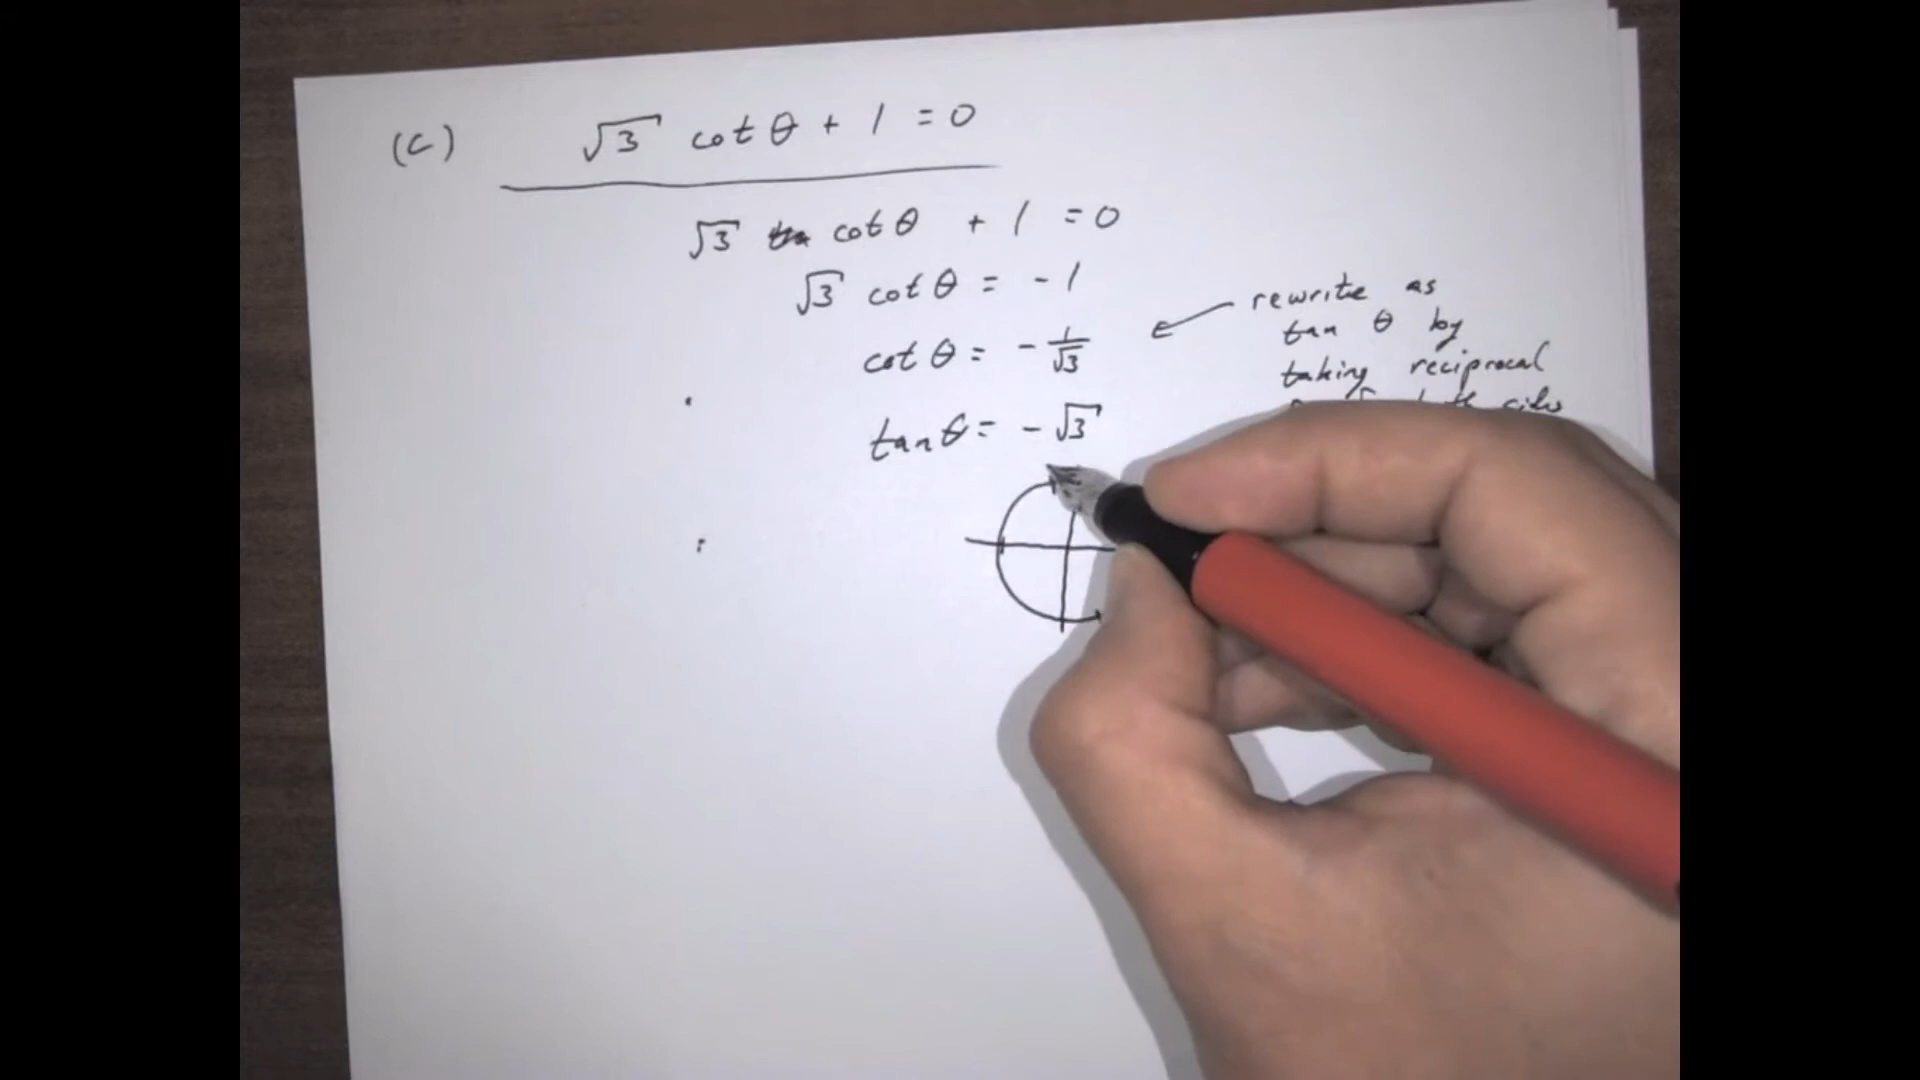 (c) √3 cot θ + 1 = 0
√3 cot θ + 1 = 0
√3 cot θ = - 1
cot θ = - 1/√3
tan θ = - √3
rewrite as
tan θ by
taking reciprocal